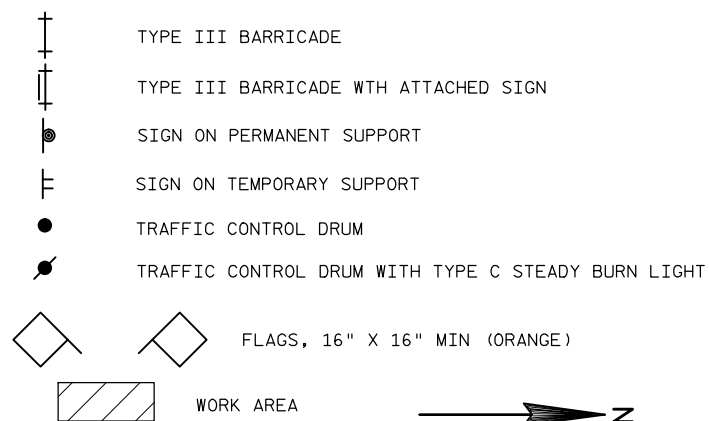 TYPE III BARRICADE
TYPE III BARRICADE WTH ATTACHED SIGN
SIGN ON PERMANENT SUPPORT
SIGN ON TEMPORARY SUPPORT
TRAFFIC CONTROL DRUM
TRAFFIC CONTROL DRUM WITH TYPE C STEADY BURN LIGHT
FLAGS, 16" X 16" MIN (ORANGE)
WORK AREA
N